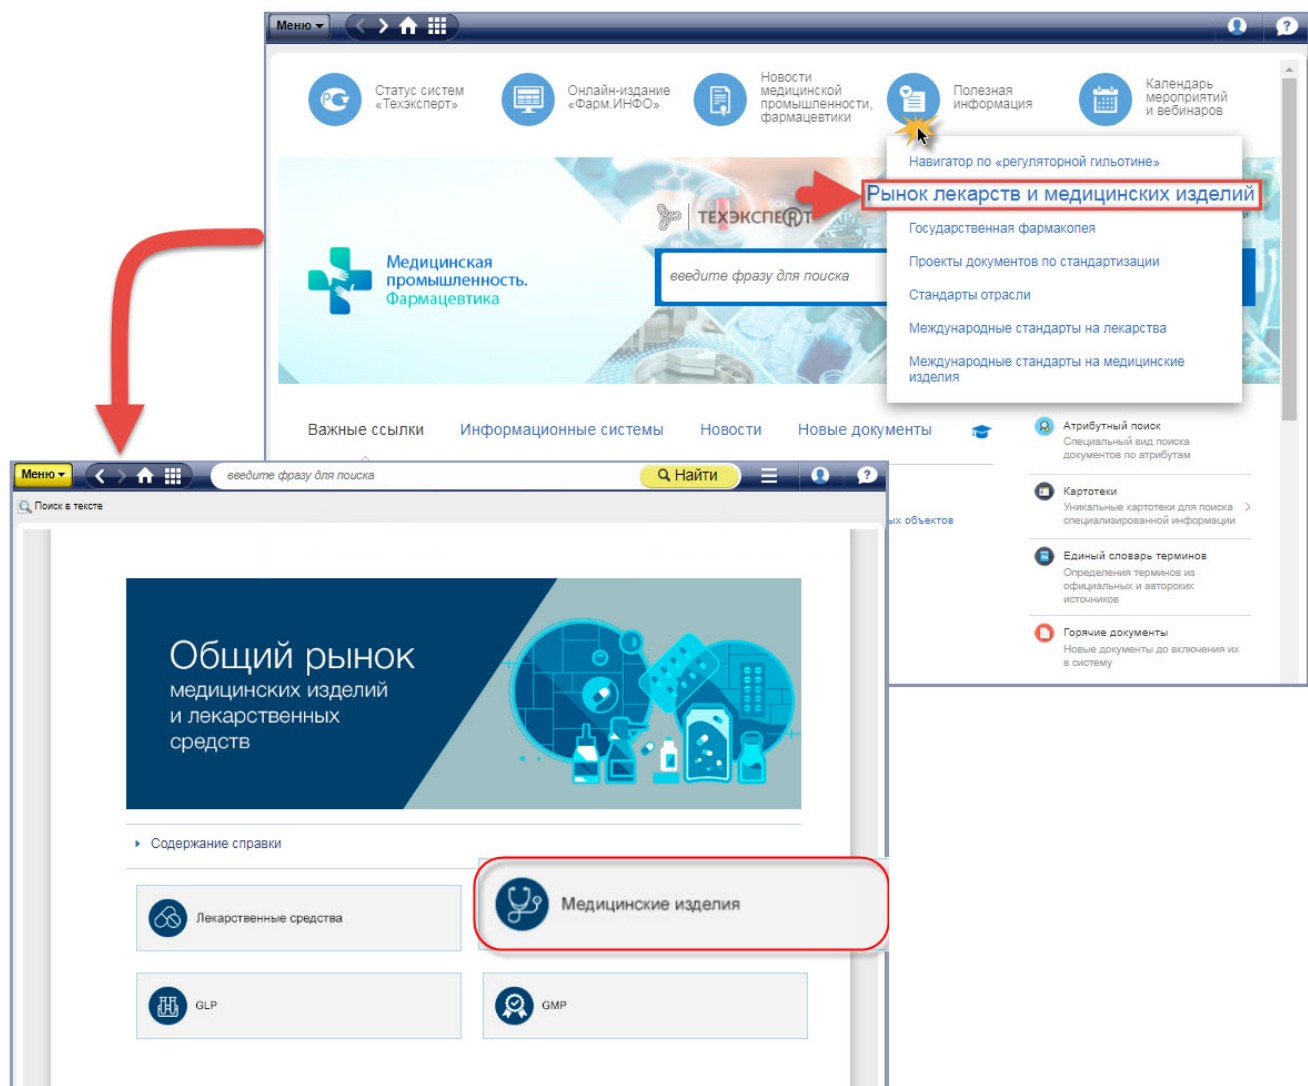 Меню
Статус систем
«Техэксперт»
Онлайн-издание
«Фарм.ИНФО»
Новости
медицинской
промышленности,
фармацевтики
Полезная
информация
Календарь
мероприятий
и вебинаров
Навигатор по «регуляторной гильотине»
Рынок лекарств и медицинских изделий
Государственная фармакопея
Проекты документов по стандартизации
Стандарты отрасли
Международные стандарты на лекарства
Международные стандарты на медицинские
изделия
ТЕХЭКСПЕRТ
Медицинская
промышленность.
Фармацевтика
введите фразу для поиска
Важные ссылки
Информационные системы
Новости
Новые документы
Атрибутный поиск
Специальный вид поиска
документов по атрибутам
Картотеки
Уникальные картотеки для поиска
специализированной информации
Единый словарь терминов
Определения терминов из
официальных и авторских
источников
Горячие документы
Новые документы до включения их
в систему
ых объектов
Меню
введите фразу для поиска
Найти
Поиск в тексте
Общий рынок
медицинских изделий
и лекарственных
средств
Содержание справки
Лекарственные средства
Медицинские изделия
GLP
GMP